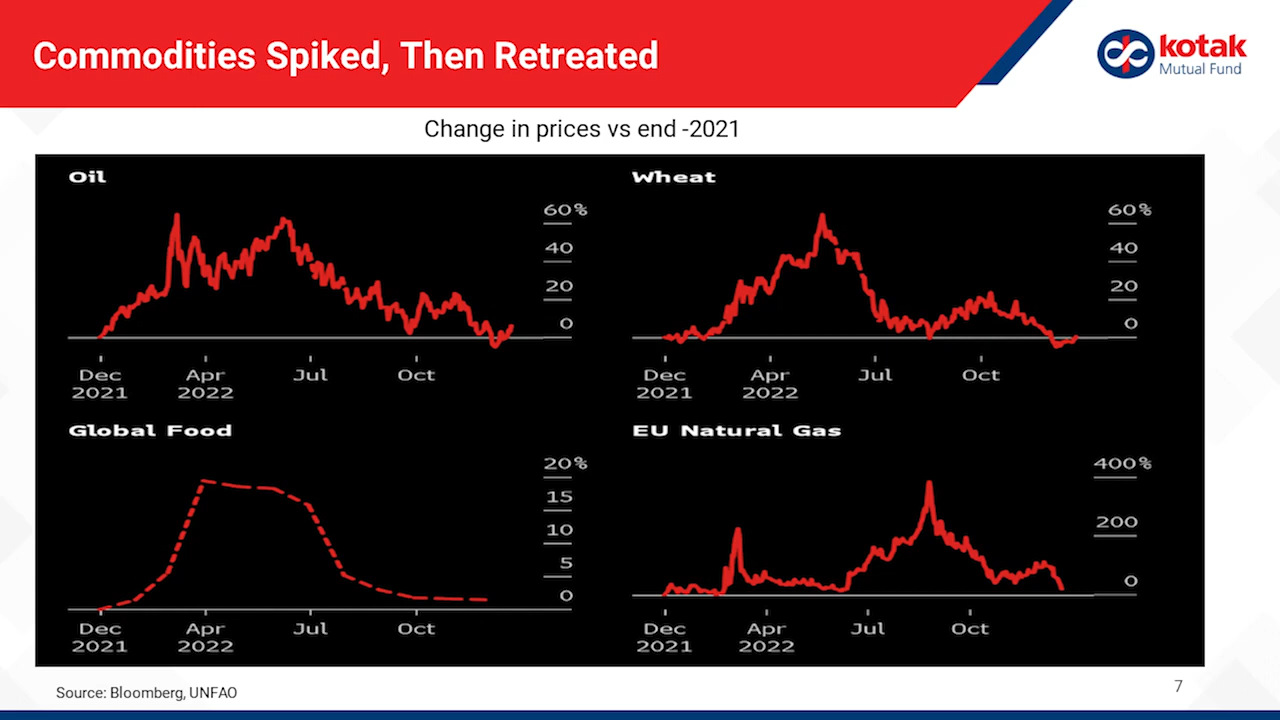 Commodities Spiked, Then Retreated
kotak
Mutual Fund
Change in prices vs end -2021
Oil
60%
40
20
0
Dec Apr Jul Oct
2021 2022
Wheat
60%
40
20
0
Dec Apr Jul Oct
2021 2022
Global Food
20%
15
10
5
0
Dec Apr Jul Oct
2021 2022
EU Natural Gas
400%
200
0
Dec Apr Jul Oct
2021 2022
Source: Bloomberg, UNFAO
7